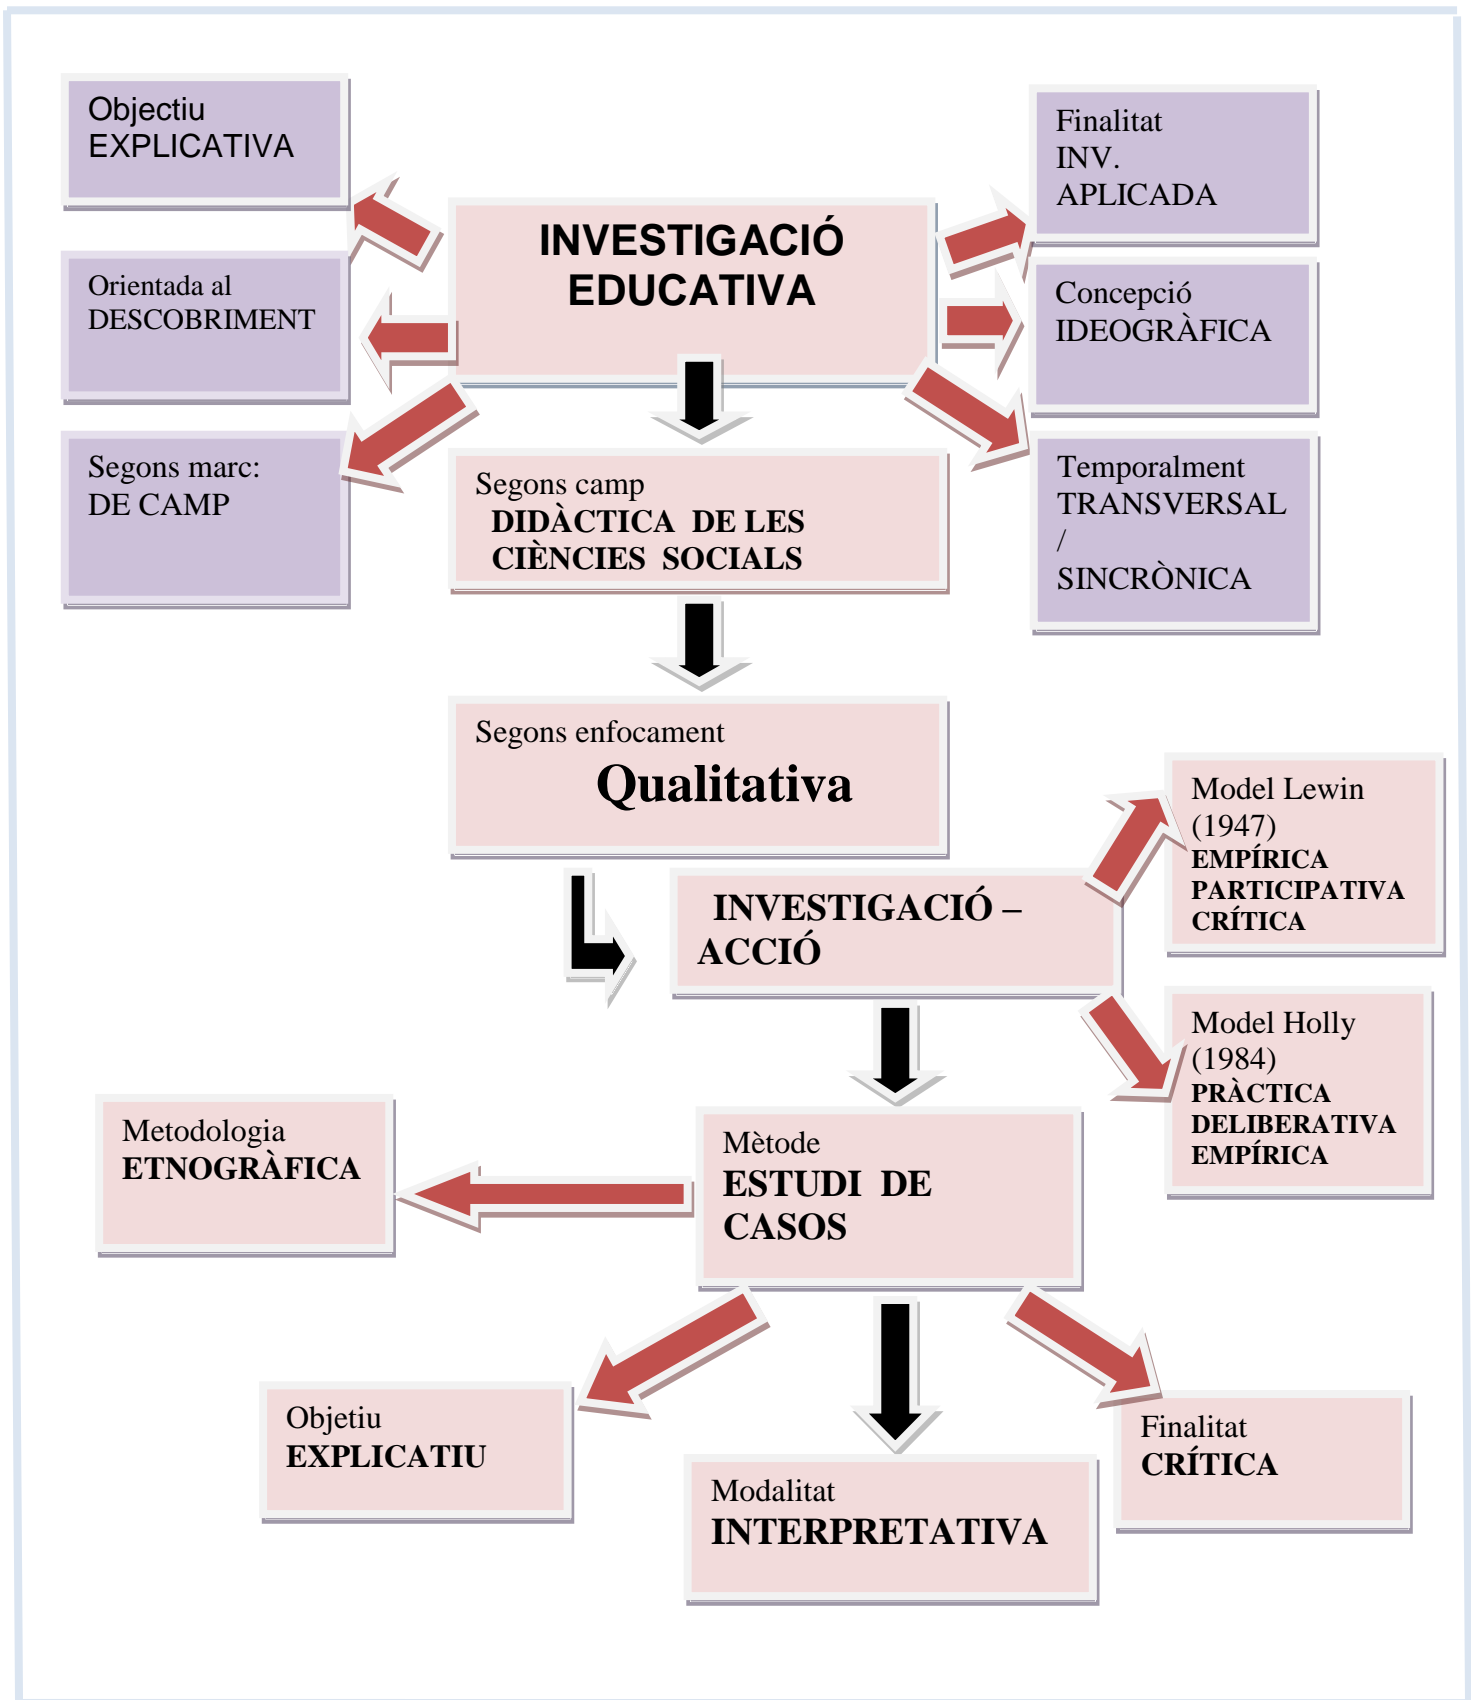 Objectiu
EXPLICATIVA
Finalitat
INV.
APLICADA
INVESTIGACIÓ
EDUCATIVA
Orientada al
DESCOBRIMENT
Concepció
IDEOGRÀFICA
Segons marc:
DE CAMP
Segons camp
DIDÀCTICA DE LES
CIÈNCIES SOCIALS
Temporalment
TRANSVERSAL
/
SINCRÒNICA
Segons enfocament
Qualitativa
Model Lewin
(1947)
EMPÍRICA
PARTICIPATIVA
CRÍTICA
INVESTIGACIÓ –
ACCIÓ
Model Holly
(1984)
PRÀCTICA
DELIBERATIVA
EMPÍRICA
Metodologia
ETNOGRÀFICA
Mètode
ESTUDI DE
CASOS
Objetiu
EXPLICATIU
Modalitat
INTERPRETATIVA
Finalitat
CRÍTICA